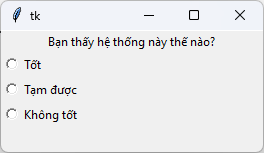 tk
Bạn thấy hệ thống này thế nào?
Tốt
Tạm được
Không tốt